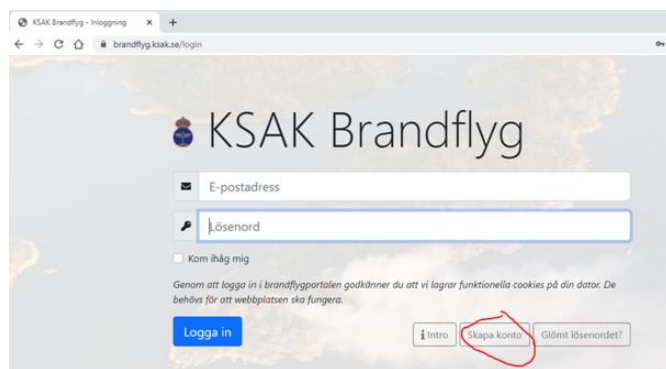 KSAK Brandflyg - Inloggning
brandflyg.ksak.se/login
KSAK Brandflyg
E-postadress
Lösenord
Kom ihåg mig
Genom att logga in i brandflygportalen godkänner du att vi lagrar funktionella cookies på din dator. De
behövs för att webbplatsen ska fungera.
Logga in
Intro
Skapa konto
Glömt lösenordet?